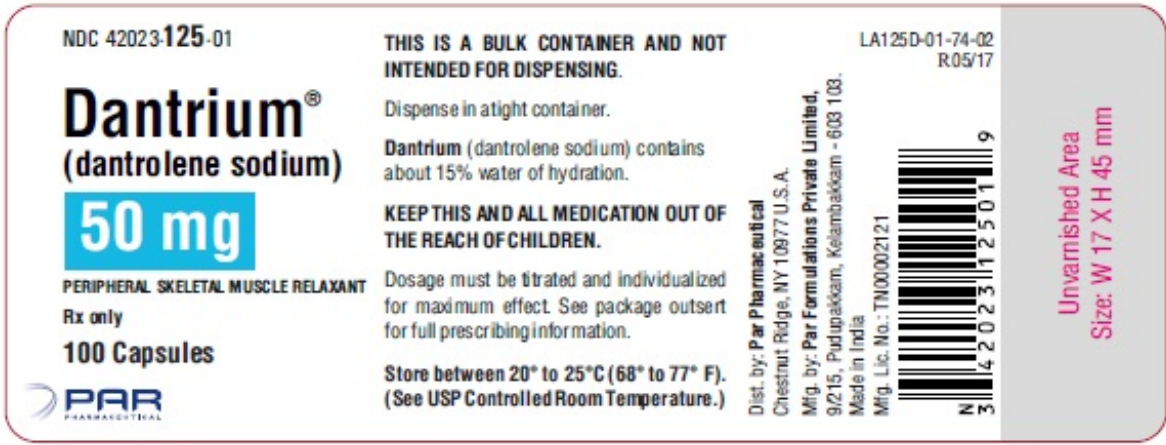 NDC 42023-125-01
Dantrium®
(dantrolene sodium)
50 mg
PERIPHERAL SKELETAL MUSCLE RELAXANT
Rx only
100 Capsules
PAR
PHARMACEUTICAL
THIS IS A BULK CONTAINER AND NOT
INTENDED FOR DISPENSING.
Dispense in a tight container.
Dantrium (dantrolene sodium) contains
about 15% water of hydration.
KEEP THIS AND ALL MEDICATION OUT OF
THE REACH OF CHILDREN.
Dosage must be titrated and individualized
for maximum effect. See package outsert
for full prescribing information.
Store between 20° to 25°C (68° to 77° F).
(See USP Controlled Room Temperature.)
Dist. by: Par Pharmaceutical
Chestnut Ridge, NY 10977 U.S.A.
Mfg. by: Par Formulations Private Limited,
9/215, Pudupakkam, Kelambakkam - 603 103.
Made in India
Mfg. Lic. No.: TN00002121
LA125D-01-74-02
R05/17
N
3 42023 12501 9
Unvarnished Area
Size: W 17 X H 45 mm